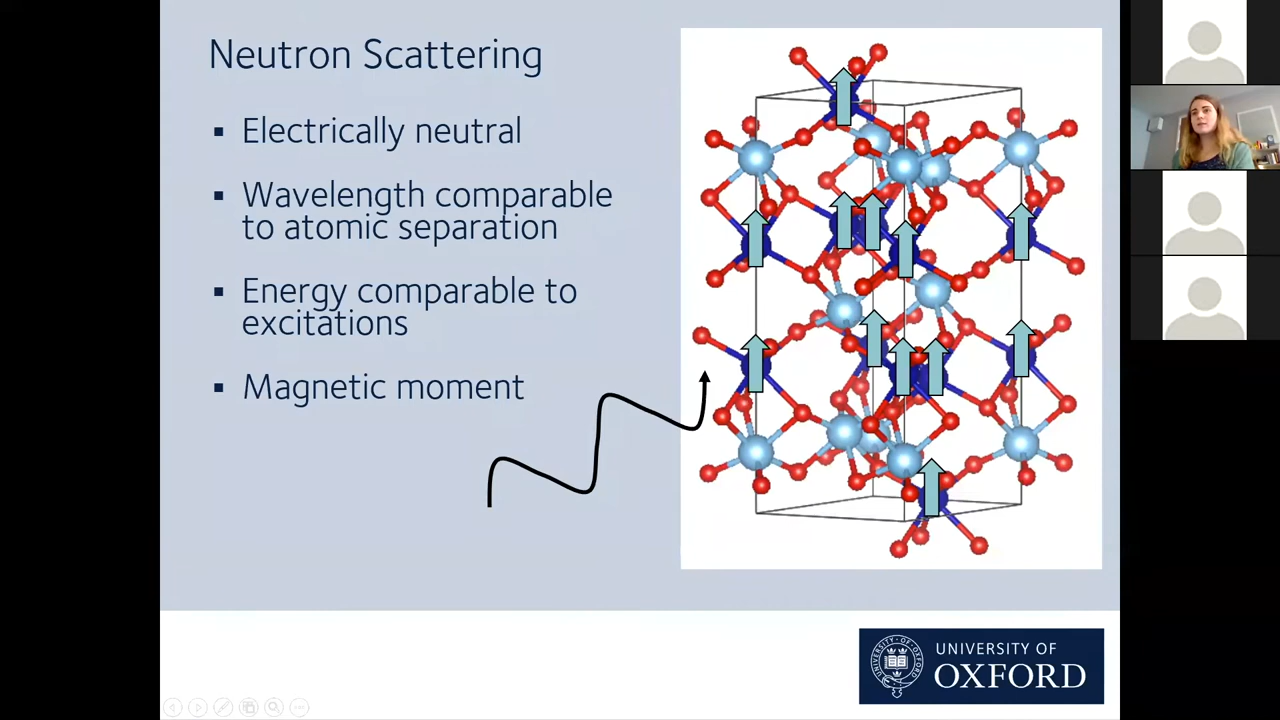 Neutron Scattering
▪ Electrically neutral
▪ Wavelength comparable
to atomic separation
▪ Energy comparable to
excitations
▪ Magnetic moment
UNIVERSITY OF
OXFORD